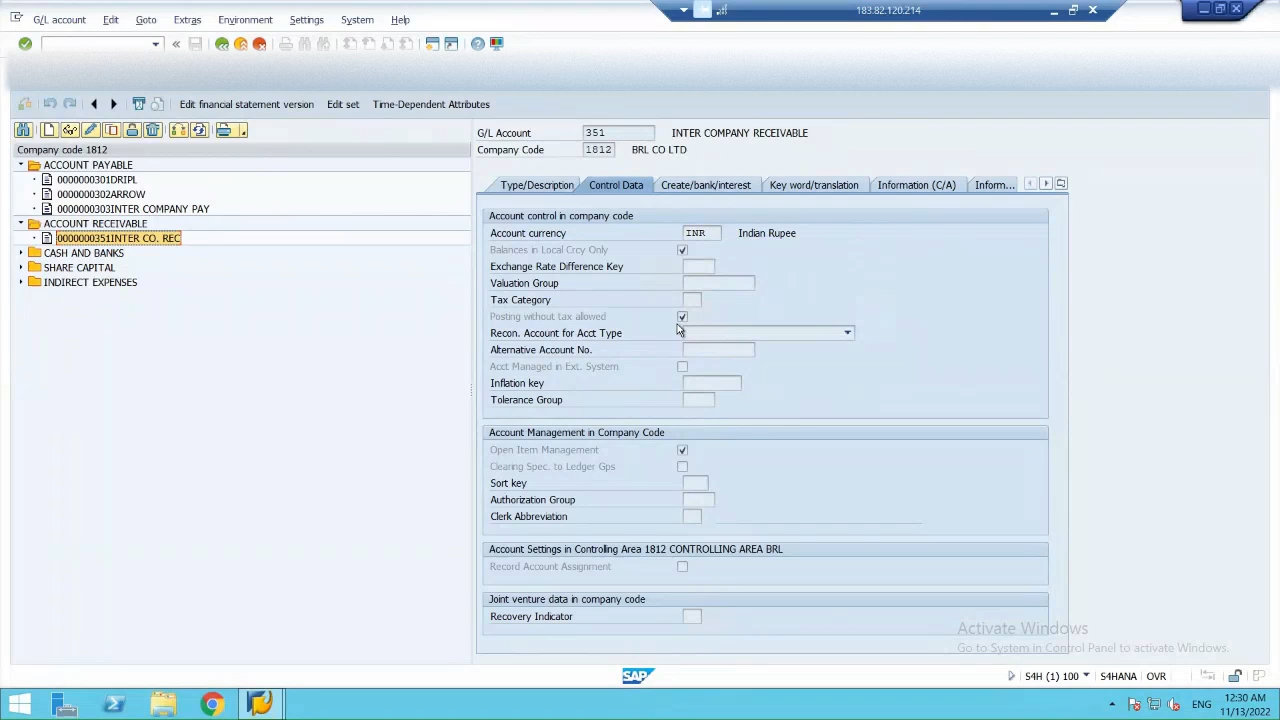 G/L account Edit Goto Extras Environment Settings System Help
183.82.120.214
Edit financial statement version Edit set Time-Dependent Attributes
Company code 1812
ACCOUNT PAYABLE
0000000301DRIPL
0000000302ARROW
0000000303INTER COMPANY PAY
ACCOUNT RECEIVABLE
0000000351INTER CO. REC
CASH AND BANKS
SHARE CAPITAL
INDIRECT EXPENSES
G/L Account 351 INTER COMPANY RECEIVABLE
Company Code 1812 BRL CO LTD
Type/Description Control Data Create/bank/interest Key word/translation Information (C/A) Inform...
Account control in company code
Account currency INR Indian Rupee
Balances in Local Crcy Only
Exchange Rate Difference Key
Valuation Group
Tax Category
Posting without tax allowed
Recon. Account for Acct Type
Alternative Account No.
Acct Managed in Ext. System
Inflation key
Tolerance Group
Account Management in Company Code
Open Item Management
Clearing Spec. to Ledger Gps
Sort key
Authorization Group
Clerk Abbreviation
Account Settings in Controlling Area 1812 CONTROLLING AREA BRL
Record Account Assignment
Joint venture data in company code
Recovery Indicator
Activate Windows
Go to System in Control Panel to activate Windows.
SAP
S4H (1) 100 S4HANA OVR
ENG
12:30 AM
11/13/2022